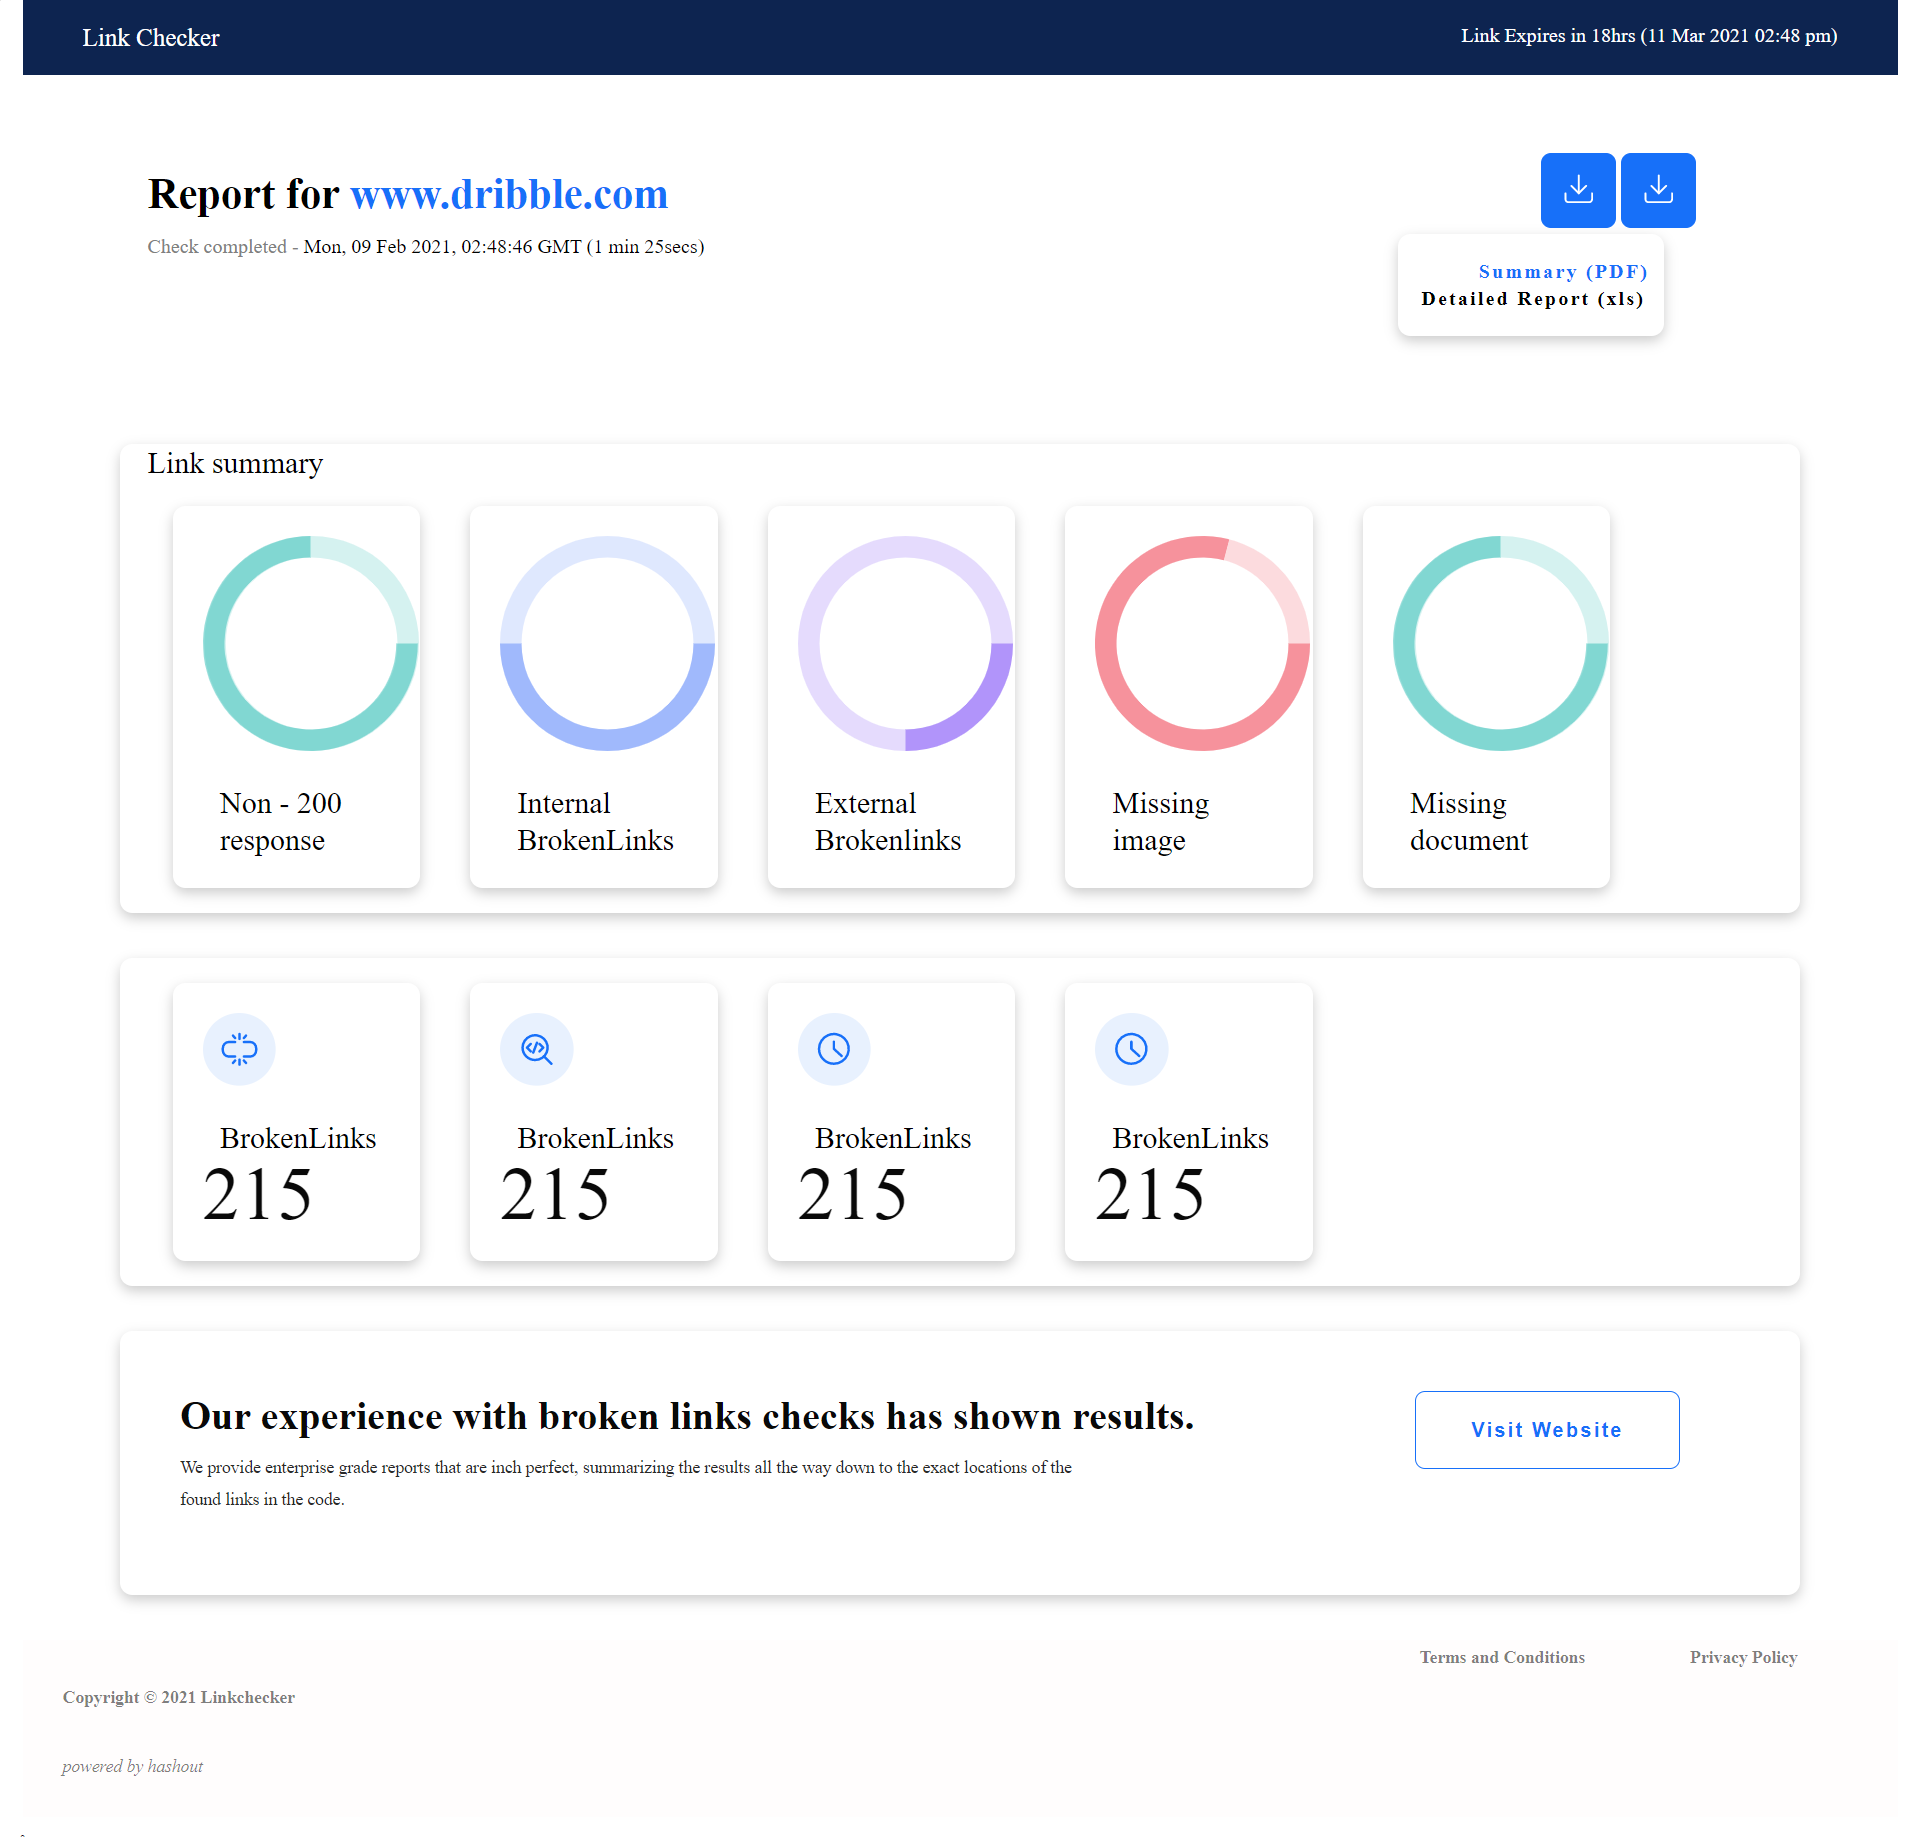 Link Checker
Link Expires in 18hrs (11 Mar 2021 02:48 pm)
Report for www.dribble.com
Check completed - Mon, 09 Feb 2021, 02:48:46 GMT (1 min 25secs)
Summary (PDF)
Detailed Report (xls)
Link summary
Non - 200
response
Internal
BrokenLinks
External
Brokenlinks
Missing
image
Missing
document
BrokenLinks
215
BrokenLinks
215
BrokenLinks
215
BrokenLinks
215
Our experience with broken links checks has shown results.
We provide enterprise grade reports that are inch perfect, summarizing the results all the way down to the exact locations of the
found links in the code.
Visit Website
Terms and Conditions
Privacy Policy
Copyright © 2021 Linkchecker
powered by hashout